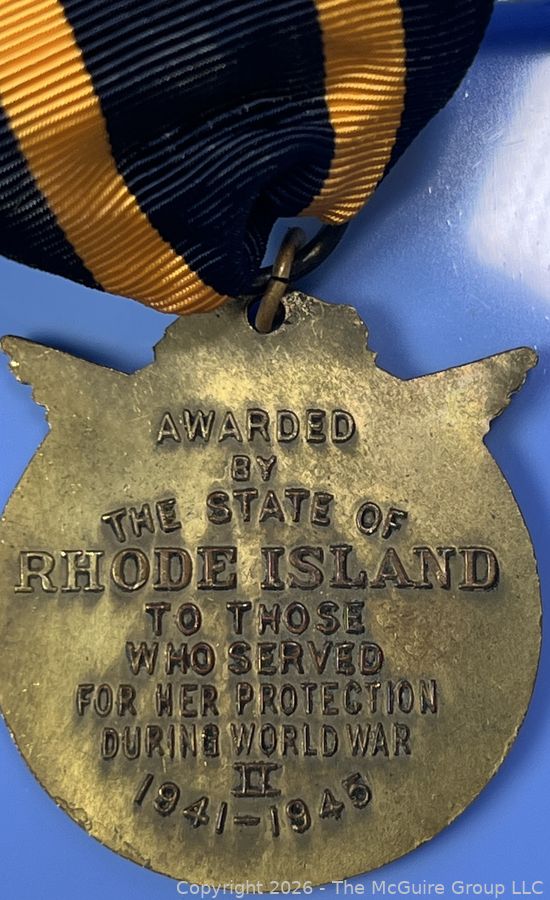 AWARDED
BY
THE STATE OF
RHODE ISLAND
TO THOSE
WHO SERVED
FOR HER PROTECTION
DURING WORLD WAR
II
1941-1945
Copyright 2026 - The McGuire Group LLC